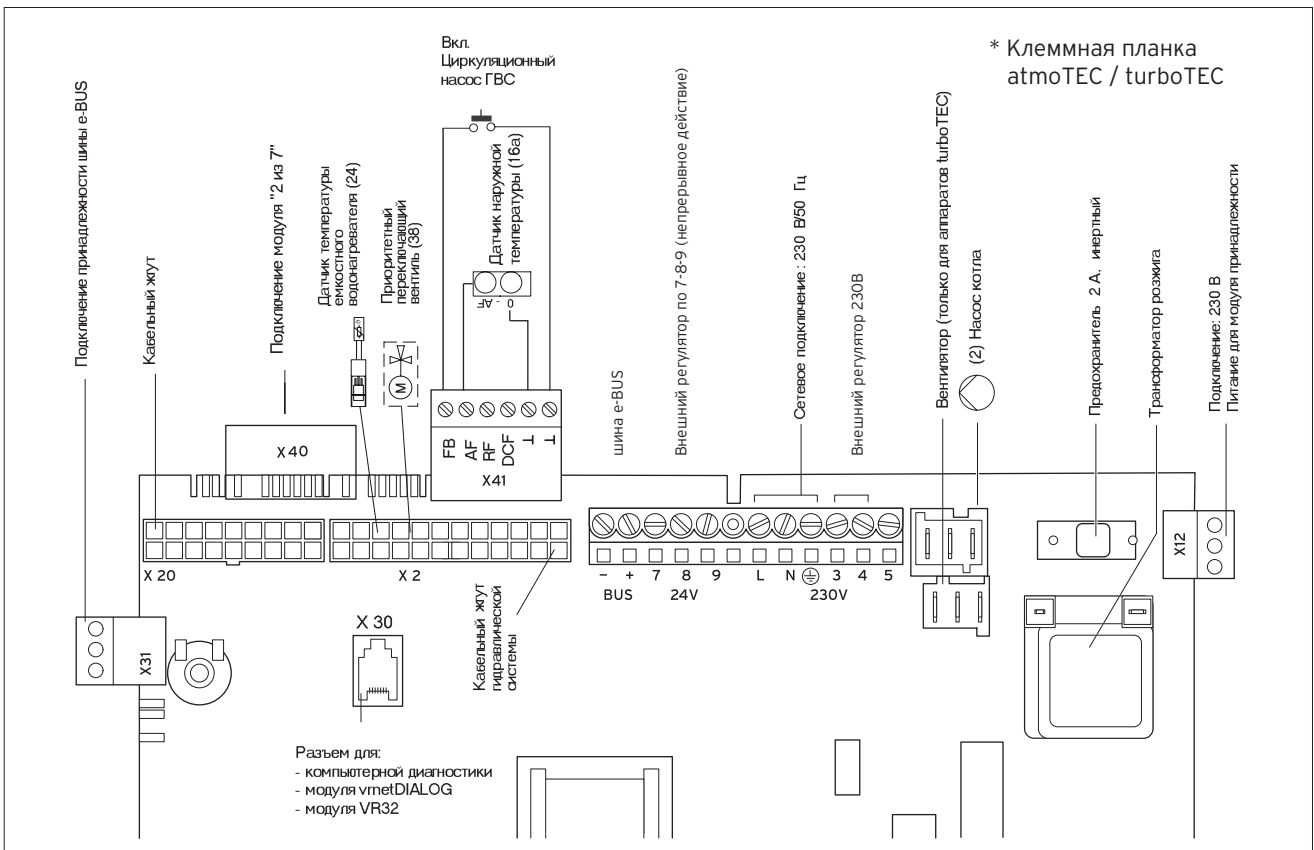 * Клеммная планка
atmoTEC / turboTEC
Вкл.
Циркуляционный
насос ГВС
Подключение принадлежности шины e-BUS
Кабельный жгут
Подключение модуля "2 из 7"
Датчик температуры
емкостного
водонагревателя (24)
Приоритетный
переключающий
вентиль (38)
M
Датчик наружной
температуры (16a)
0 - AF
шина e-BUS
Внешний регулятор по 7-8-9 (непрерывное действие)
Сетевое подключение : 230 В/50 Гц
Внешний регулятор 230В
Вентилятор (только для аппаратов turboTEC)
(2) Насос котла
Предохранитель 2 А, инертный
Трансформатор розжига
Подключение: 230 В
Питание для модуля принадлежности
X40
FB
AF
RF
DCF
⊥
⊥
X41
X 20
X 2
− + 7 8 9 L N ⏚ 3 4 5
BUS 24V 230V
X12
X31
X 30
Кабельный жгут
гидравлической
системы
Разъем для:
- компьютерной диагностики
- модуля vrnetDIALOG
- модуля VR32